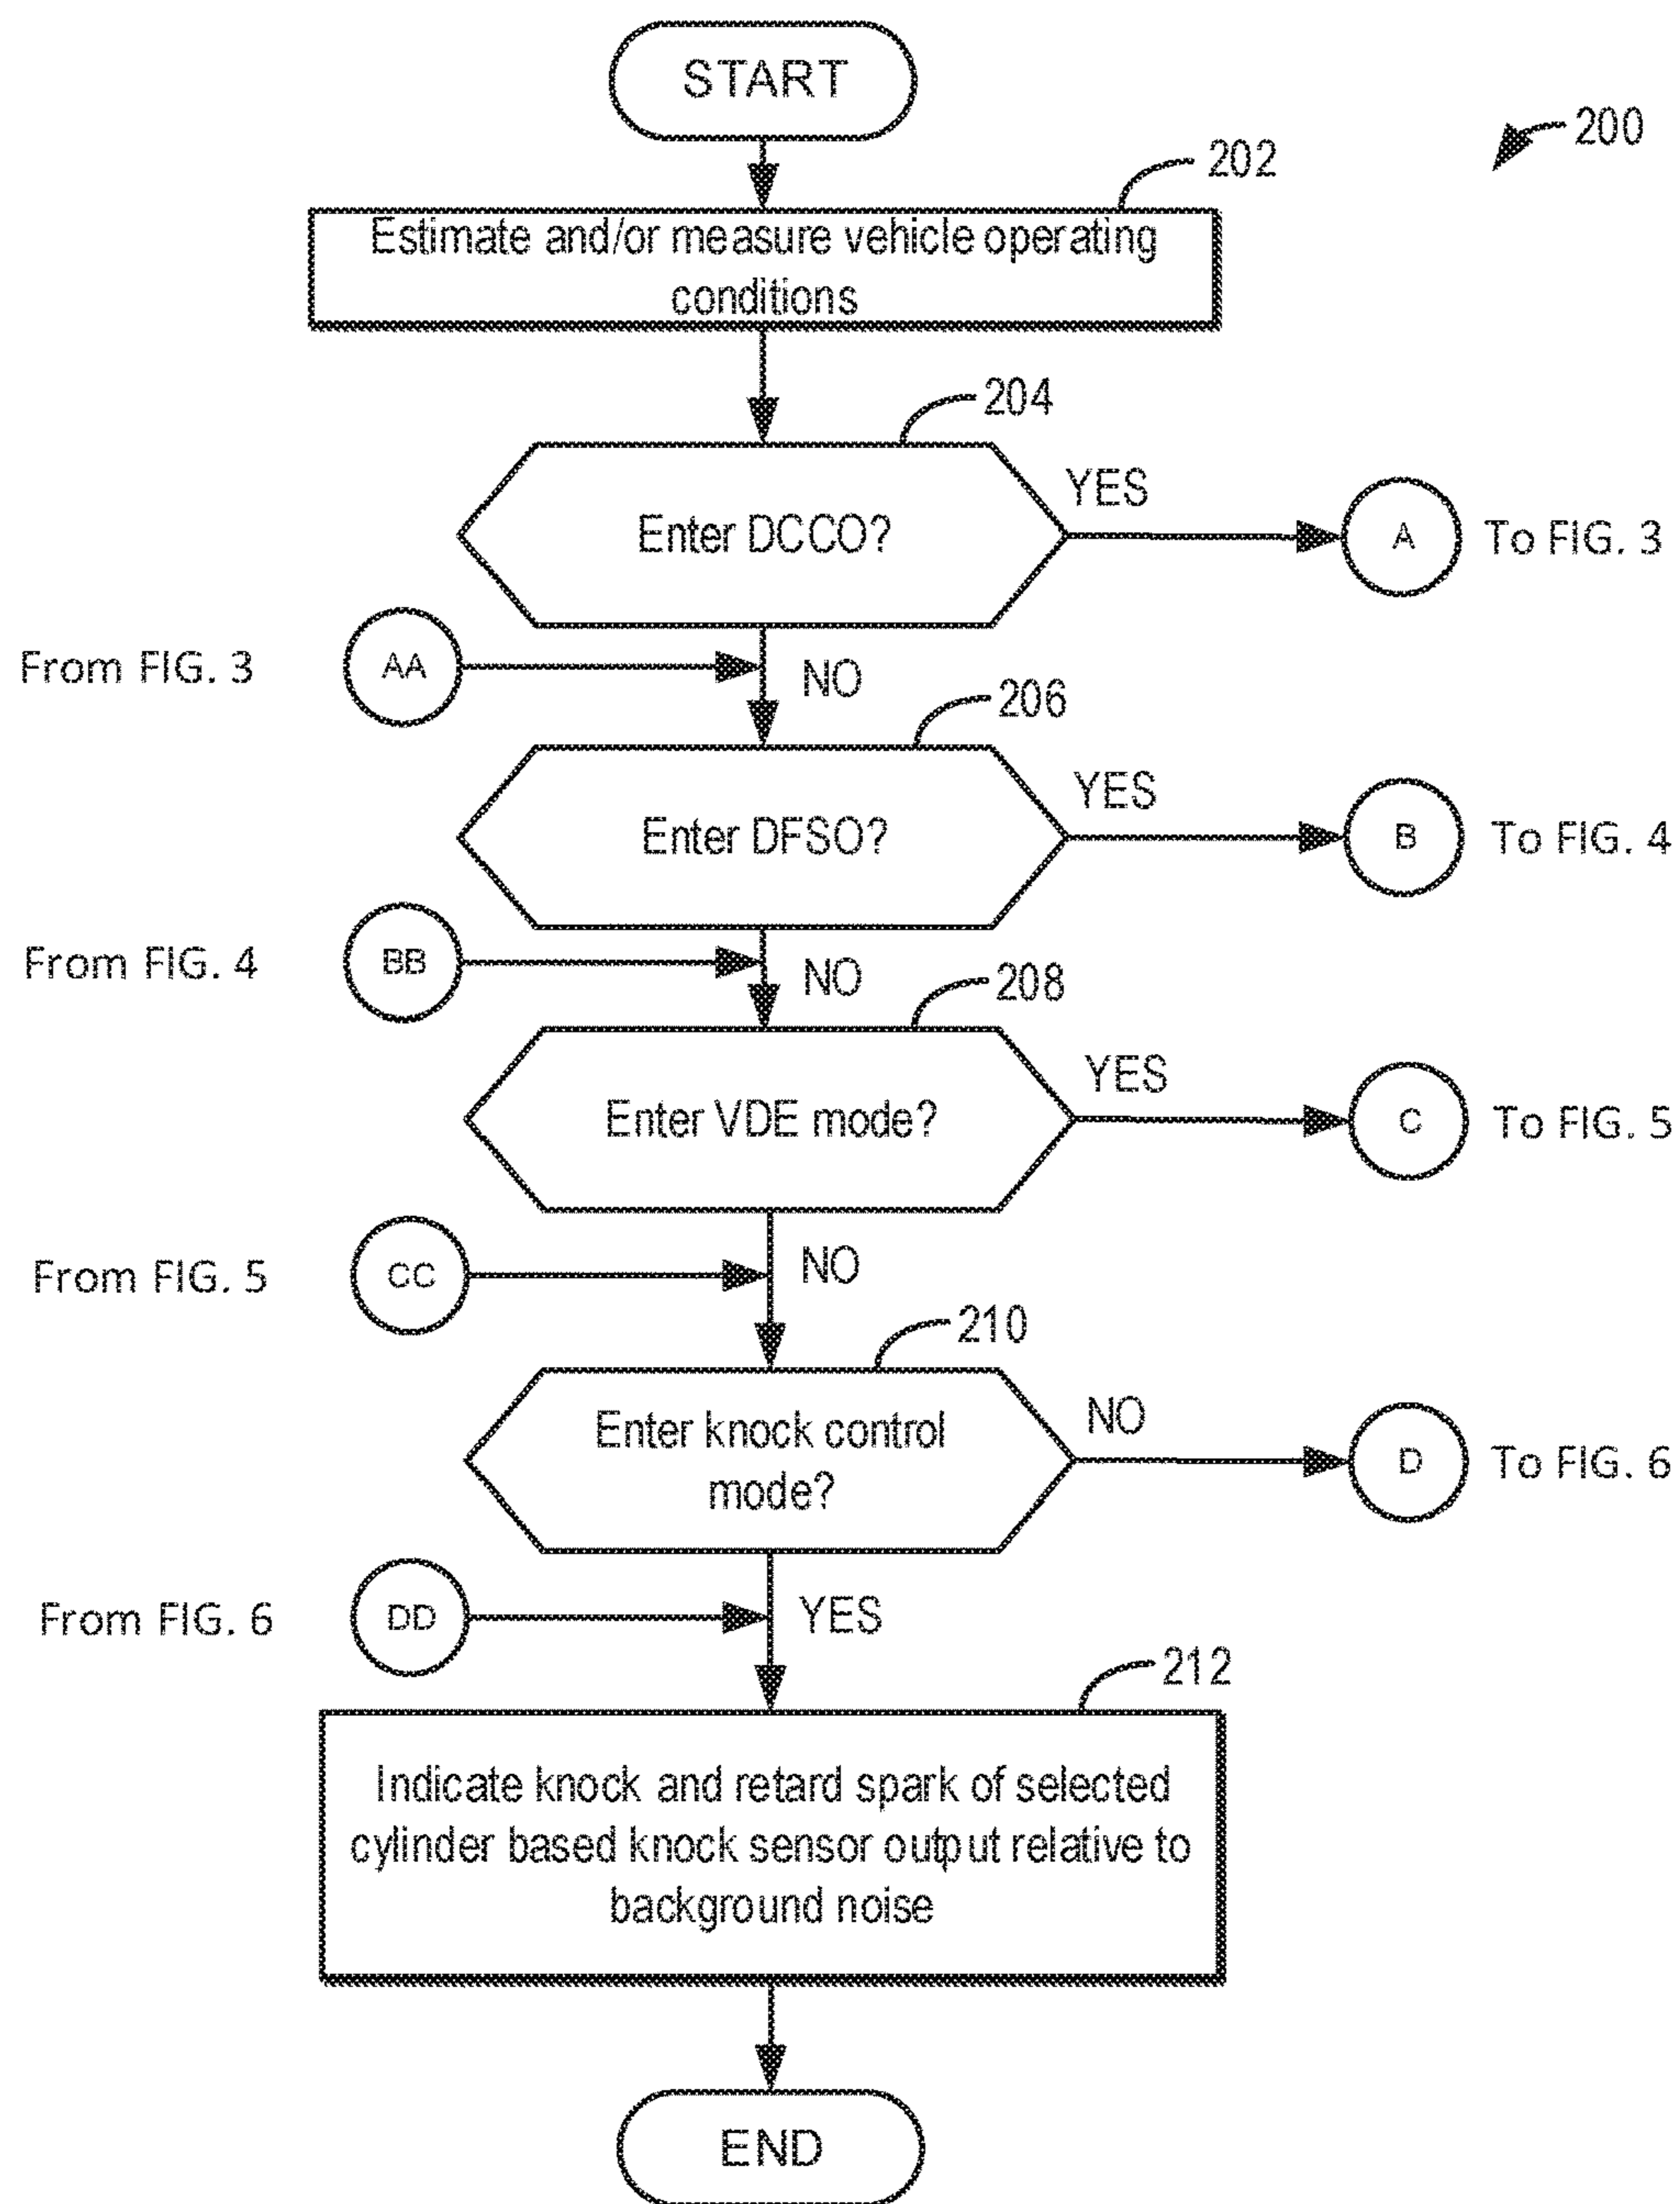 START
200
202
Estimate and/or measure vehicle operating
conditions
204
Enter DCCO?
YES
A
To FIG. 3
From FIG. 3
AA
NO
206
Enter DFSO?
YES
B
To FIG. 4
From FIG. 4
BB
NO
208
Enter VDE mode?
YES
C
To FIG. 5
From FIG. 5
CC
NO
210
Enter knock control
mode?
NO
D
To FIG. 6
From FIG. 6
DD
YES
212
Indicate knock and retard spark of selected
cylinder based knock sensor output relative to
background noise
END